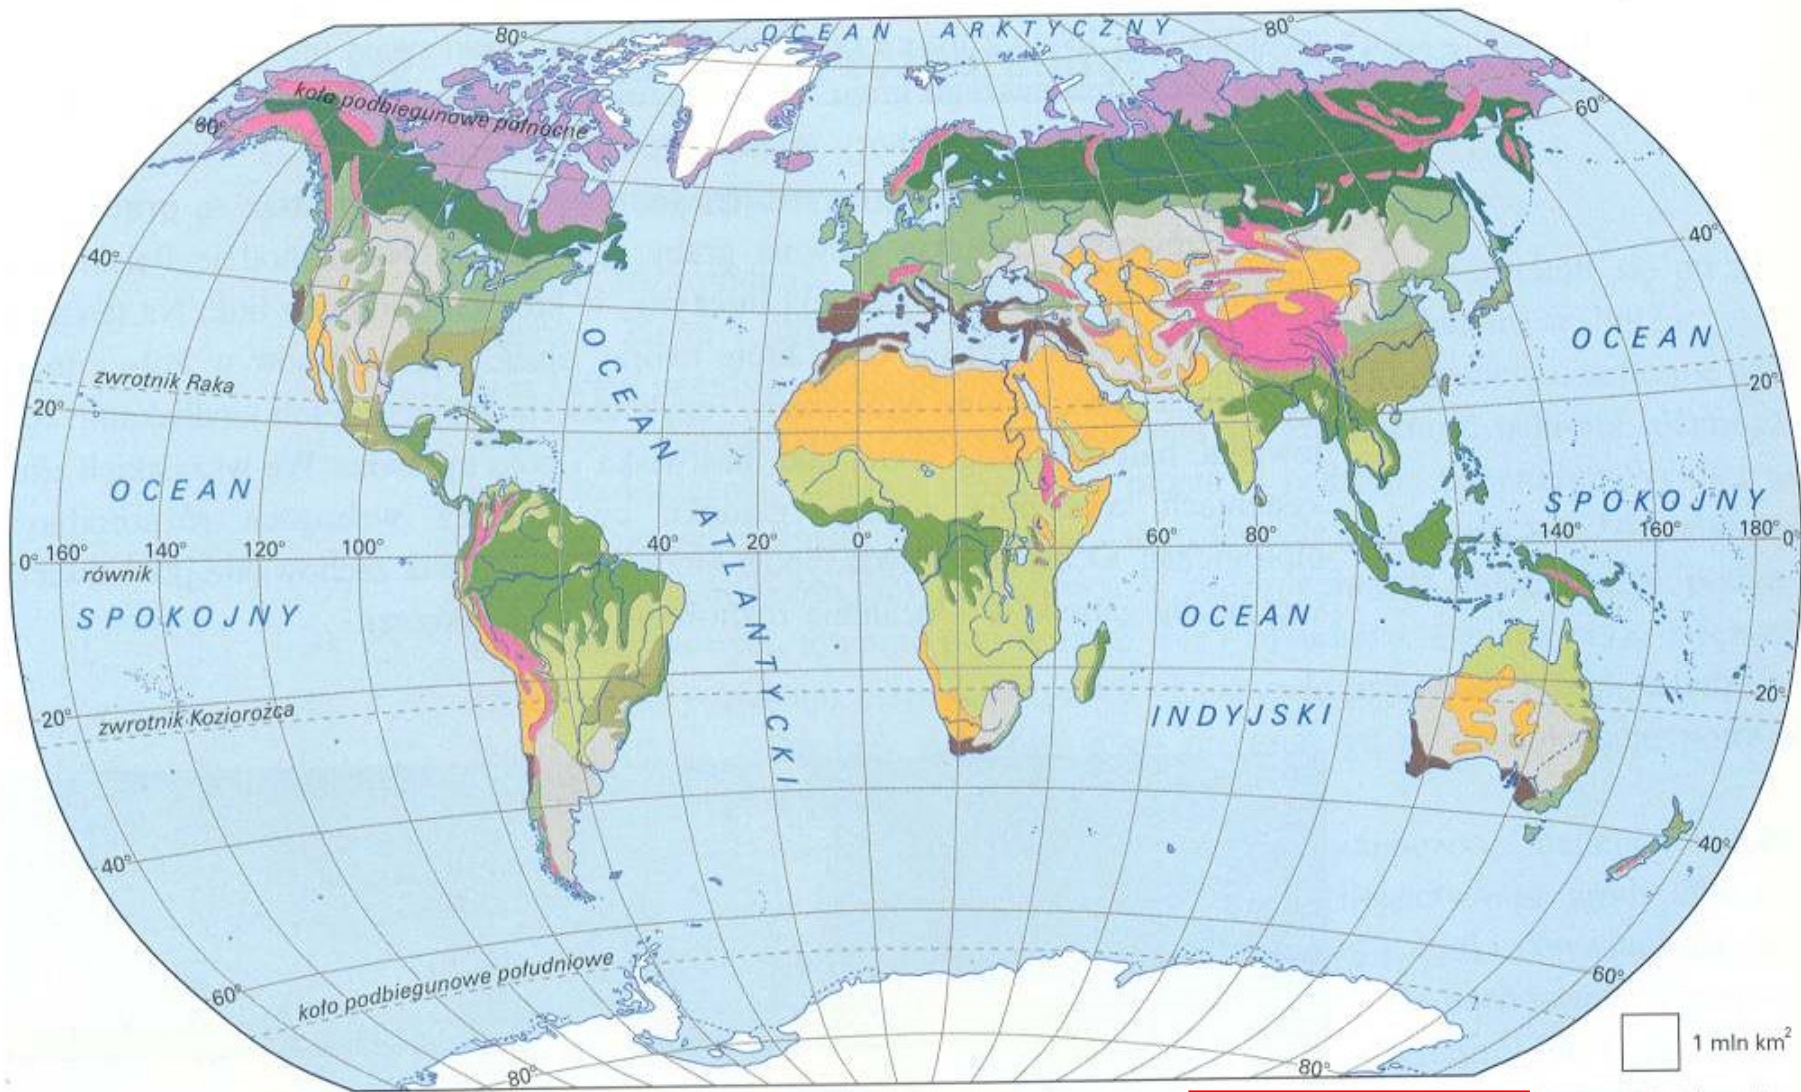 OCEAN ARKTYCZNY
80°
80°
koło podbiegunowe północne
60°
60°
40°
40°
OCEAN
ATLANTYCKI
OCEAN
SPOKOJNY
zwrotnik Raka
20°
20°
OCEAN
SPOKOJNY
0° 160° 140° 120° 100° 40° 20° 0° 20° 60° 80° 140° 160° 180° 0°
równik
OCEAN
INDYJSKI
zwrotnik Koziorożca
20°
20°
40°
40°
koło podbiegunowe południowe
60°
60°
80°
80°
1 mln km²